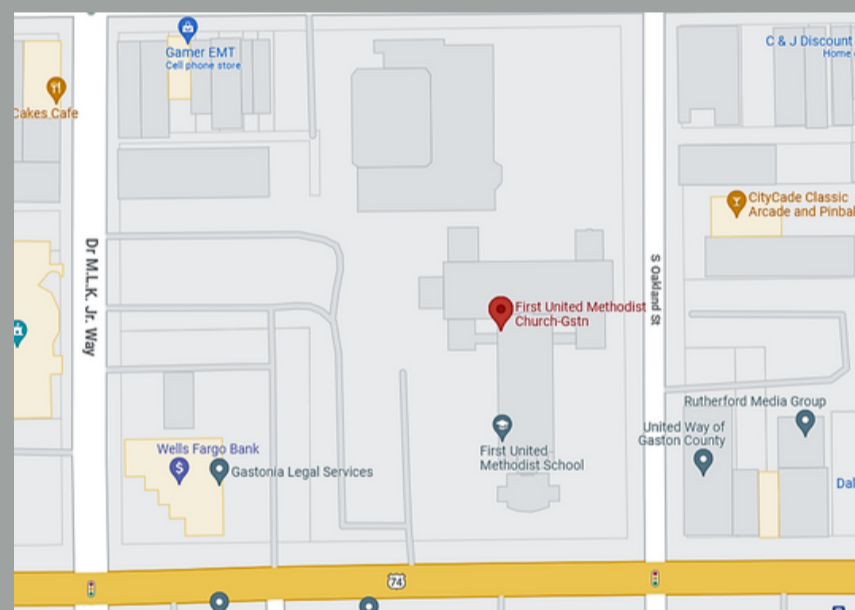 Gamer EMT
Cell phone store
C & J Discount
Home
Cakes Cafe
CityCade Classic
Arcade and Pinbal
Dr M.L.K. Jr. Way
S Oakland St
First United Methodist
Church-Gstn
Rutherford Media Group
United Way of
Gaston County
Wells Fargo Bank
$
Gastonia Legal Services
First United
Methodist School
Dal
74